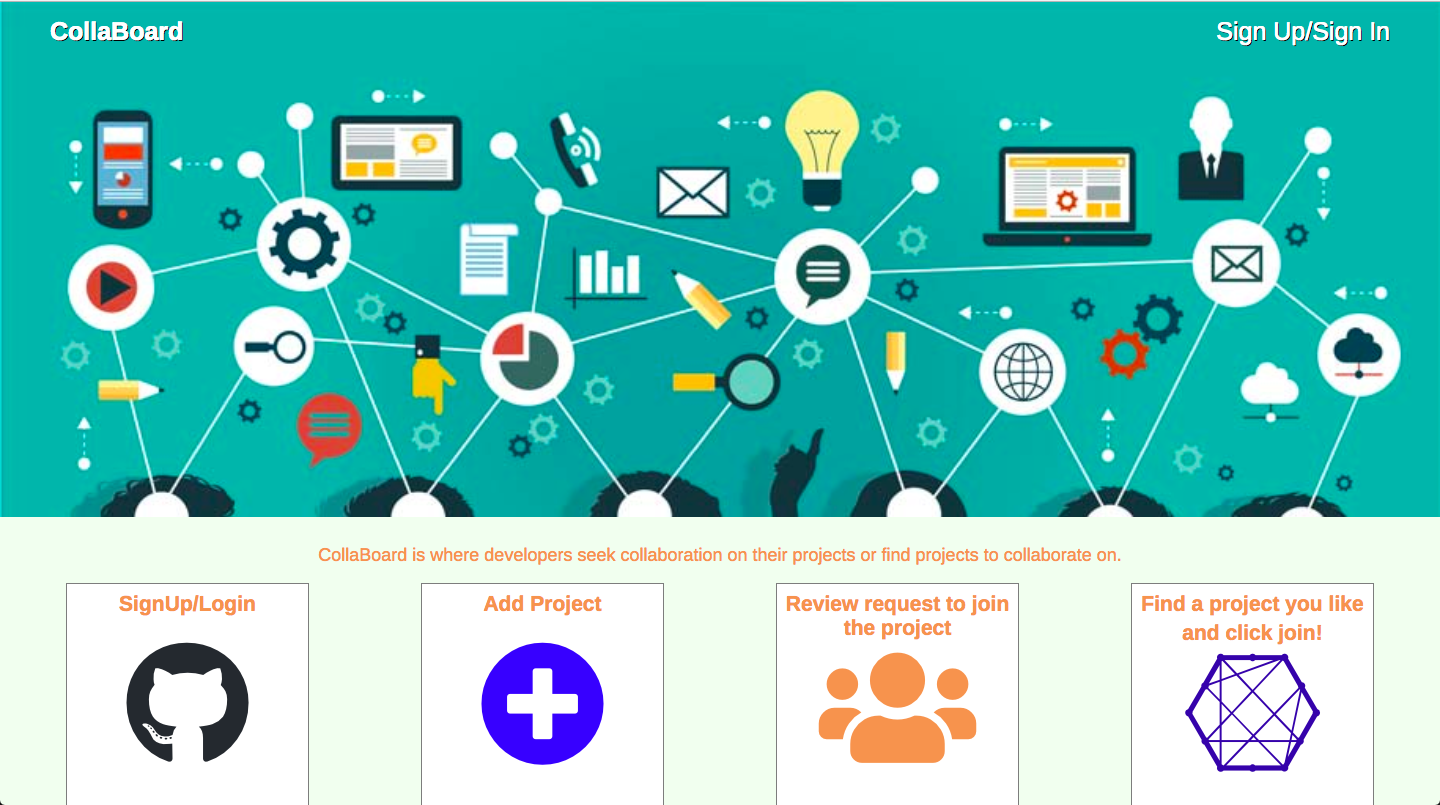 CollaBoard
Sign Up/Sign In
CollaBoard is where developers seek collaboration on their projects or find projects to collaborate on.
SignUp/Login
Add Project
Review request to join
the project
Find a project you like
and click join!